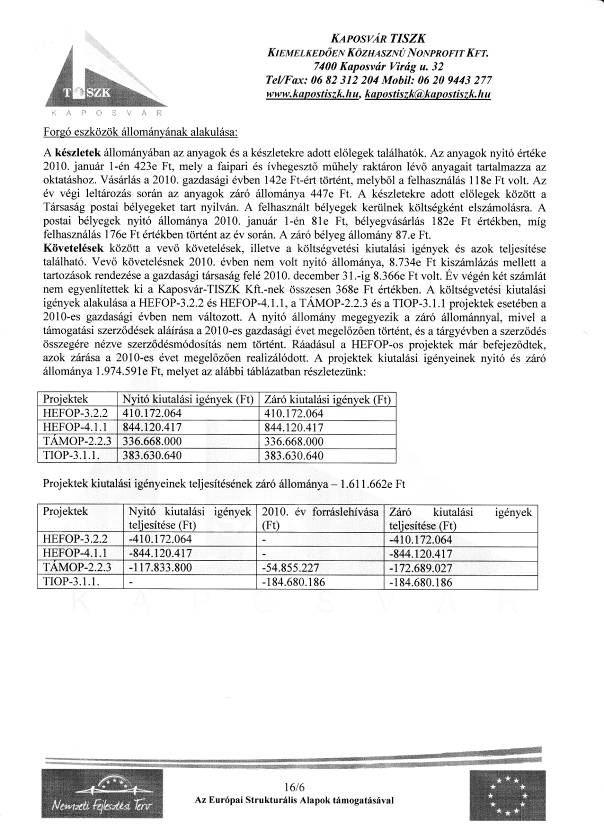 KAPOSVÁR TISZK
KIEMELKEDŐEN KÖZHASZNÚ NONPROFIT KFT.
7400 Kaposvár Virág u. 32
Tel/Fax: 06 82 312 204 Mobil: 06 20 9443 277
www.kapostiszk.hu, kapostiszk@kapostiszk.hu
TISZK
KAPOSVÁR
Forgó eszközök állományának alakulása:
A készletek állományában az anyagok és a készletekre adott előlegek találhatók. Az anyagok nyitó értéke
2010. január 1-én 423e Ft, mely a faipari és ívhegesztő műhely raktáron lévő anyagait tartalmazza az
oktatáshoz. Vásárlás a 2010. gazdasági évben 142e Ft-ért történt, melyből a felhasználás 118e Ft volt. Az
év végi leltározás során az anyagok záró állománya 447e Ft. A készletekre adott előlegek között a
Társaság postai bélyegeket tart nyilván. A felhasznált bélyegek kerülnek költségként elszámolásra. A
postai bélyegek nyitó állománya 2010. január 1-én 81e Ft, bélyegvásárlás 182e Ft értékben, míg
felhasználás 176e Ft értékben történt az év során. A záró bélyeg állomány 87.e Ft.
Követelések között a vevő követelések, illetve a költségvetési kiutalási igények és azok teljesítése
található. Vevő követelésnek 2010. évben nem volt nyitó állománya, 8.734e Ft kiszámlázás mellett a
tartozások rendezése a gazdasági társaság felé 2010. december 31.-ig 8.366e Ft volt. Év végén két számlát
nem egyenlítettek ki a Kaposvár-TISZK Kft.-nek összesen 368e Ft értékben. A költségvetési kiutalási
igények alakulása a HEFOP-3.2.2 és HEFOP-4.1.1, a TÁMOP-2.2.3 és a TIOP-3.1.1 projektek esetében a
2010-es gazdasági évben nem változott. A nyitó állomány megegyezik a záró állománnyal, mivel a
támogatási szerződések aláírása a 2010-es gazdasági évet megelőzően történt, és a tárgyévben a szerződés
összegére nézve szerződésmódosítás nem történt. Ráadásul a HEFOP-os projektek már befejeződtek,
azok zárása a 2010-es évet megelőzően realizálódott. A projektek kiutalási igényeinek nyitó és záró
állománya 1.974.591e Ft, melyet az alábbi táblázatban részletezünk:
Projektek Nyitó kiutalási igények (Ft) Záró kiutalási igények (Ft)
HEFOP-3.2.2 410.172.064 410.172.064
HEFOP-4.1.1 844.120.417 844.120.417
TÁMOP-2.2.3 336.668.000 336.668.000
TIOP-3.1.1. 383.630.640 383.630.640
Projektek kiutalási igényeinek teljesítésének záró állománya – 1.611.662e Ft
Projektek Nyitó kiutalási igények 2010. év forráslehívása Záró kiutalási igények
teljesítése (Ft) (Ft) teljesítése (Ft)
HEFOP-3.2.2 -410.172.064 - -410.172.064
HEFOP-4.1.1 -844.120.417 - -844.120.417
TÁMOP-2.2.3 -117.833.800 -54.855.227 -172.689.027
TIOP-3.1.1. - -184.680.186 -184.680.186
KAPOSVÁR
Nemzeti Fejlesztési Terv
16/6
Az Európai Strukturális Alapok támogatásával